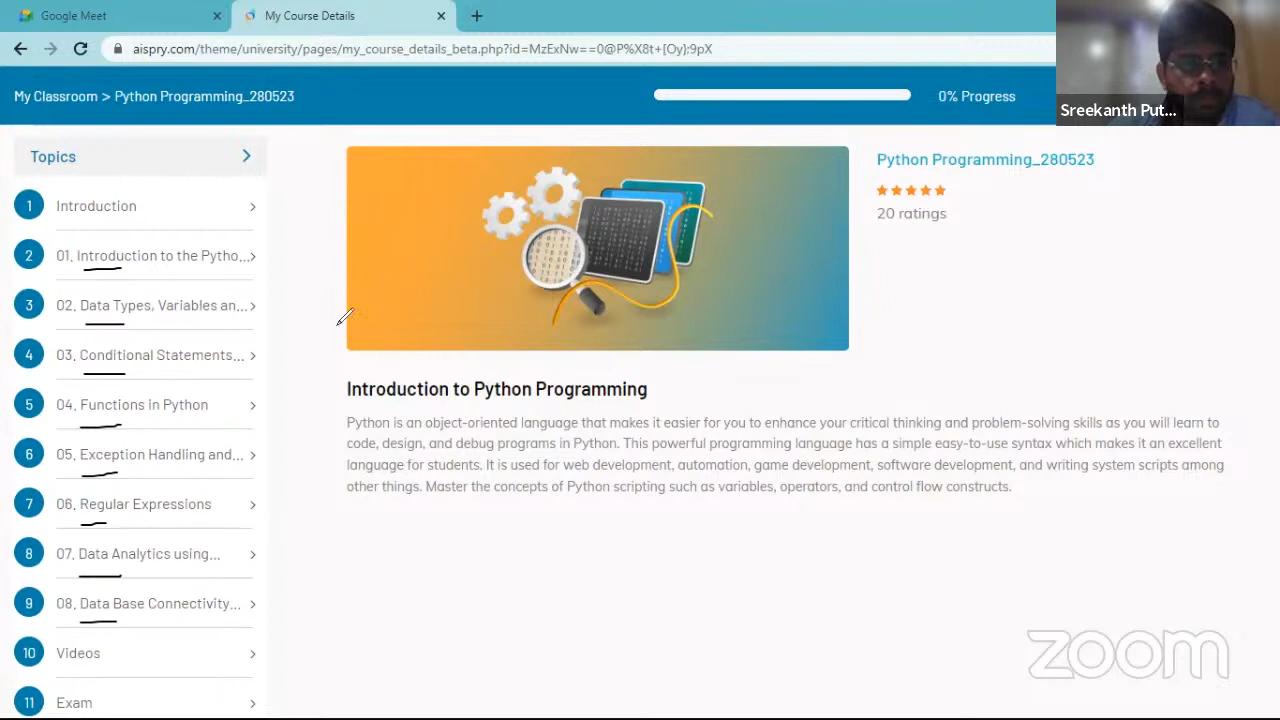 Google Meet
My Course Details
aispry.com/theme/university/pages/my_course_details_beta.php?id=MzExNw==0@P%X8t+[Oy};9pX
My Classroom > Python Programming_280523
0% Progress
Sreekanth Put...
Topics
1 Introduction
2 01. Introduction to the Pytho...
3 02. Data Types, Variables an...
4 03. Conditional Statements...
5 04. Functions in Python
6 05. Exception Handling and...
7 06. Regular Expressions
8 07. Data Analytics using...
9 08. Data Base Connectivity...
10 Videos
11 Exam
Python Programming_280523
20 ratings
Introduction to Python Programming
Python is an object-oriented language that makes it easier for you to enhance your critical thinking and problem-solving skills as you will learn to
code, design, and debug programs in Python. This powerful programming language has a simple easy-to-use syntax which makes it an excellent
language for students. It is used for web development, automation, game development, software development, and writing system scripts among
other things. Master the concepts of Python scripting such as variables, operators, and control flow constructs.
zoom